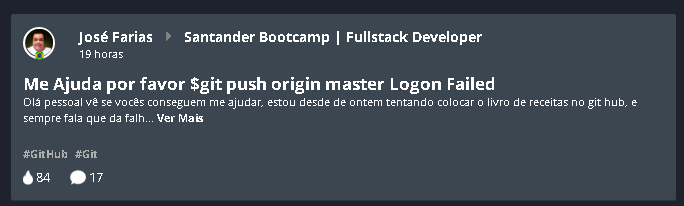 José Farias Santander Bootcamp | Fullstack Developer
19 horas
Me Ajuda por favor $git push origin master Logon Failed
Olá pessoal vê se vocês conseguem me ajudar, estou desde de ontem tentando colocar o livro de receitas no git hub, e
sempre fala que da falh... Ver Mais
#GitHub #Git
84 17